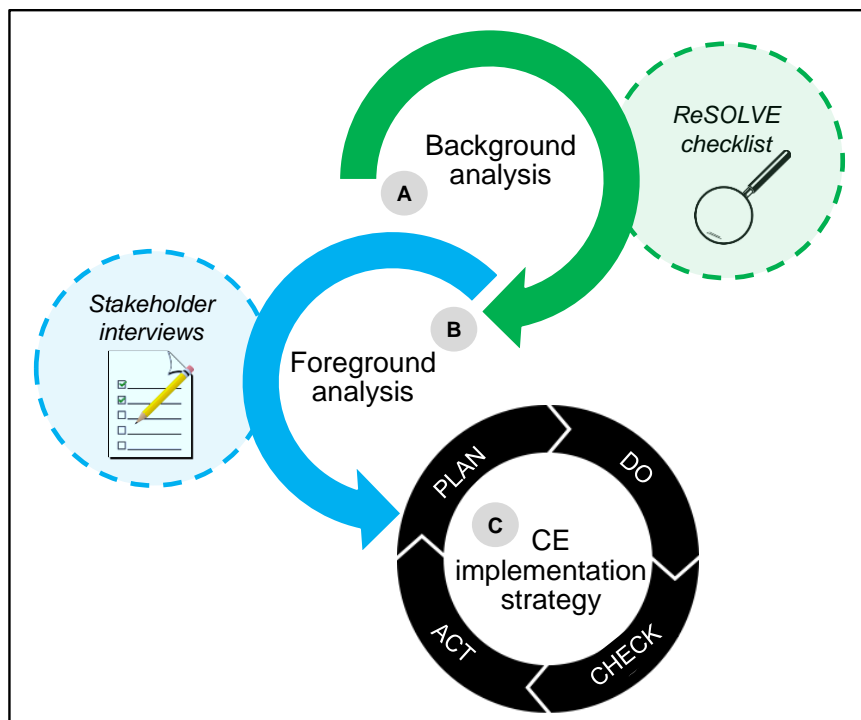 ReSOLVE
checklist
Background
analysis
A
Stakeholder
interviews
B
Foreground
analysis
PLAN
DO
C
CE
implementation
strategy
ACT
CHECK